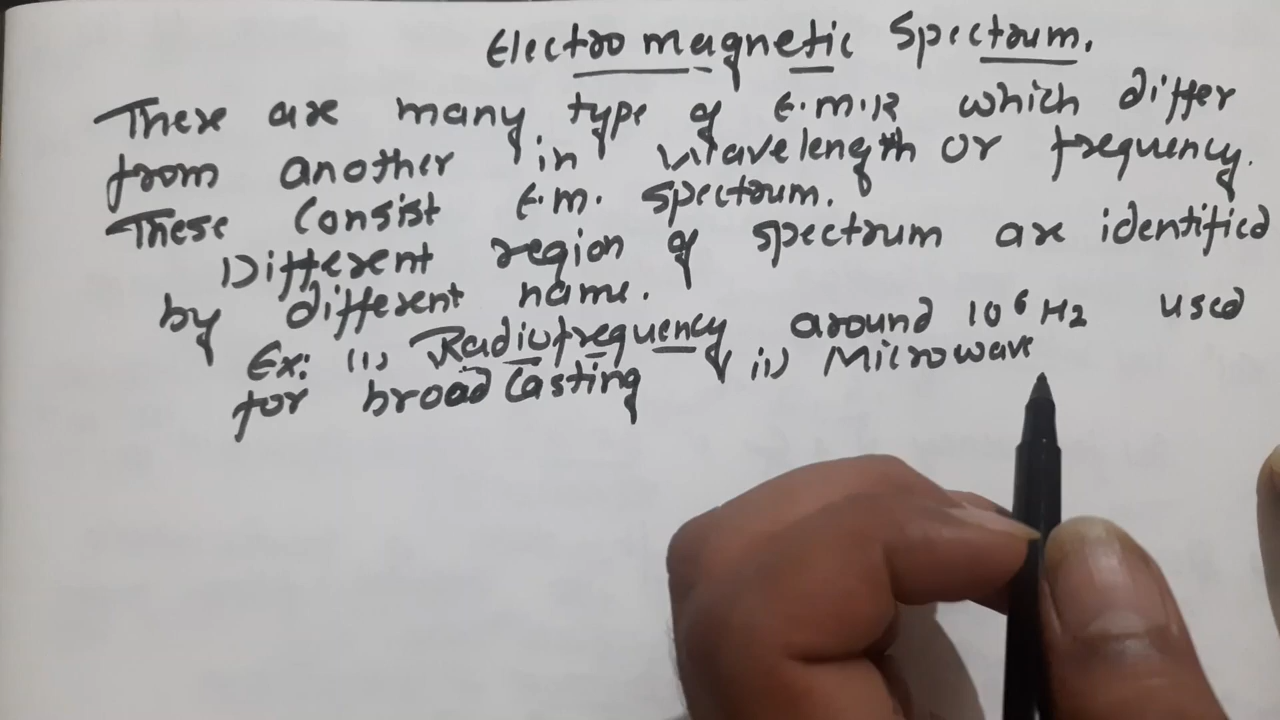 Electromagnetic Spectrum.
There are many type of E.M.R which differ
from another in wavelength or frequency.
These Consist E.m. spectrum.
Different region of spectrum are identified
by different name.
Ex: (i) Radiofrequency around 10⁶ Hz used
for broadcasting ii) Microwave